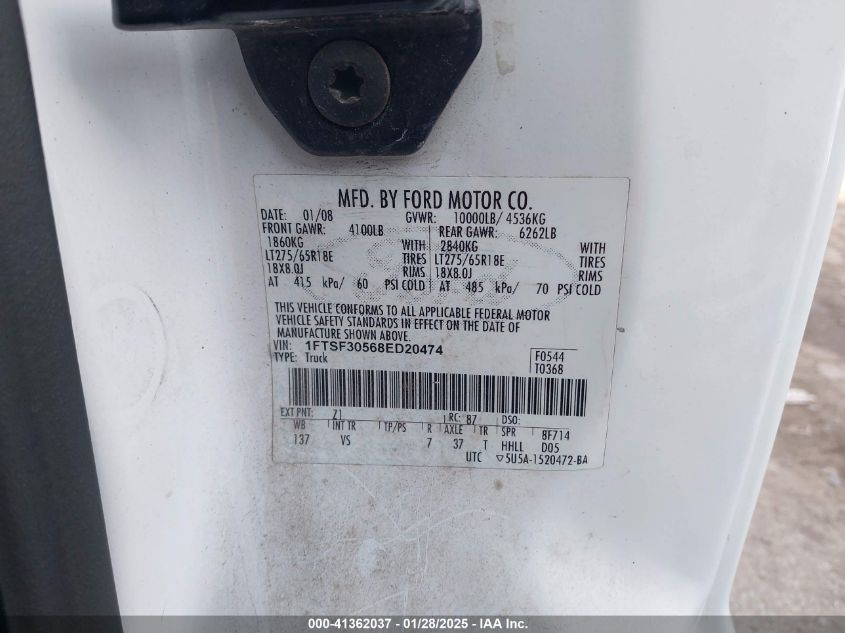 MFD. BY FORD MOTOR CO.
DATE: 01/08 GVWR: 10000LB/ 4536KG
FRONT GAWR: 4100LB REAR GAWR: 6262LB
1860KG WITH 2840KG WITH
LT275/65R18E TIRES LT275/65R18E TIRES
18X8.0J RIMS 18X8.0J RIMS
AT 415 kPa/ 60 PSI COLD AT 485 kPa/ 70 PSI COLD
THIS VEHICLE CONFORMS TO ALL APPLICABLE FEDERAL MOTOR
VEHICLE SAFETY STANDARDS IN EFFECT ON THE DATE OF
MANUFACTURE SHOWN ABOVE.
VIN: 1FTSF30568ED20474
TYPE: Truck
F0544
T0368
EXT PNT: Z1 RC: 87 DSO:
WB INT TR TP/PS R AXLE TR SPR 8F714
137 VS 7 37 T HHLL D05
UTC ▽5U5A-1520472-BA
000-41362037 - 01/28/2025 - IAA Inc.